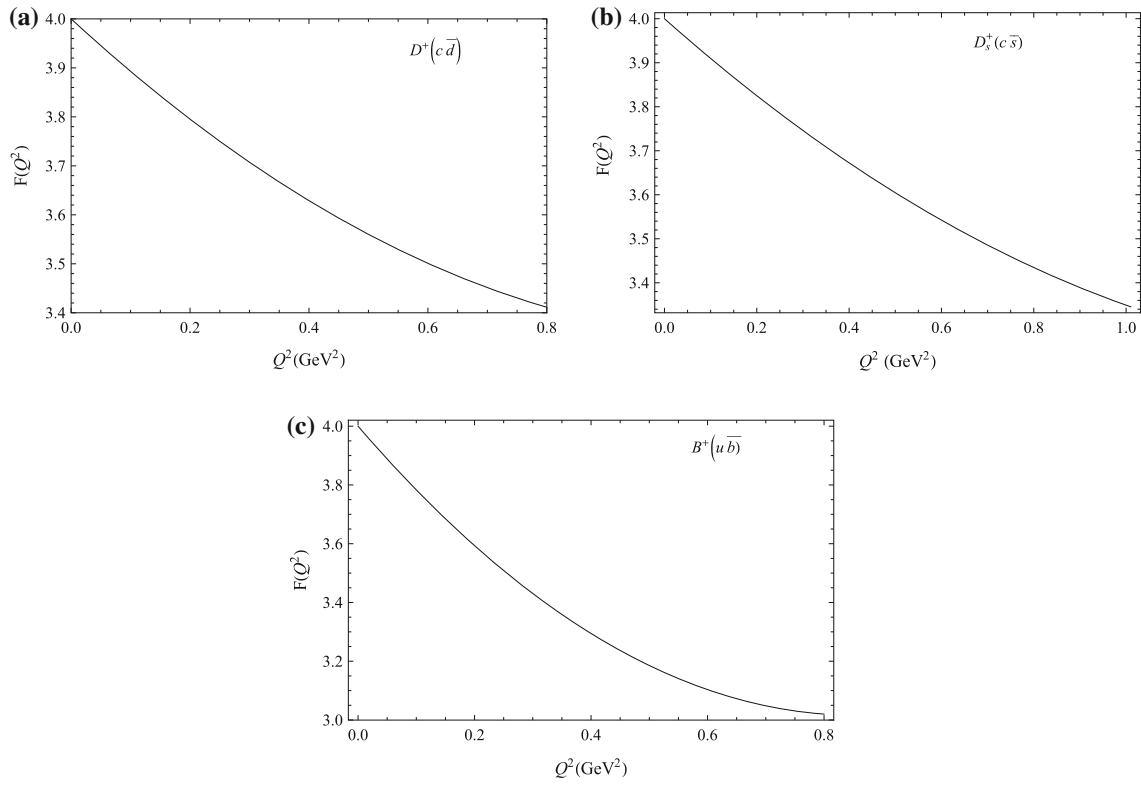 (a)
D⁺(c d̅)
4.0
3.9
3.8
3.7
3.6
3.5
3.4
F(Q²)
0.0 0.2 0.4 0.6 0.8
Q²(GeV²)
(b)
Dₛ⁺(c s̅)
4.0
3.9
3.8
3.7
3.6
3.5
3.4
F(Q²)
0.0 0.2 0.4 0.6 0.8 1.0
Q² (GeV²)
(c)
B⁺(u b̅)
4.0
3.8
3.6
3.4
3.2
3.0
F(Q²)
0.0 0.2 0.4 0.6 0.8
Q²(GeV²)